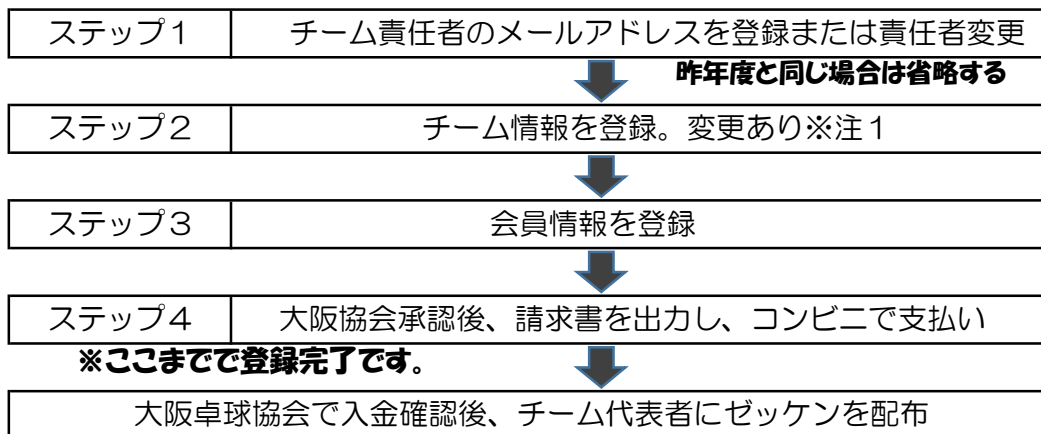 ステップ１ チーム責任者のメールアドレスを登録または責任者変更
昨年度と同じ場合は省略する
ステップ２ チーム情報を登録。変更あり※注１
ステップ３ 会員情報を登録
ステップ４ 大阪協会承認後、請求書を出力し、コンビニで支払い
※ここまでで登録完了です。
大阪卓球協会で入金確認後、チーム代表者にゼッケンを配布